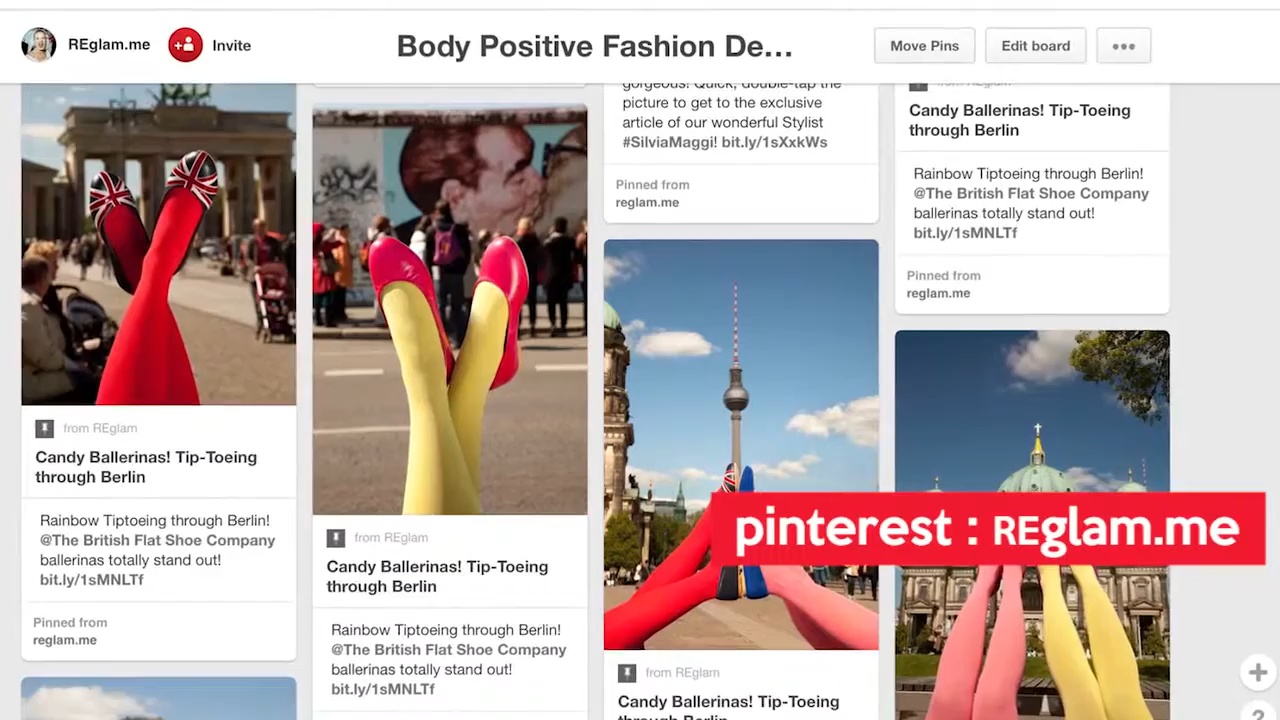 REglam.me
Invite
Body Positive Fashion De...
Move Pins
Edit board
from REglam
Candy Ballerinas! Tip-Toeing
through Berlin
Rainbow Tiptoeing through Berlin!
@The British Flat Shoe Company
ballerinas totally stand out!
bit.ly/1sMNLTf
Pinned from
reglam.me
from REglam
Candy Ballerinas! Tip-Toeing
through Berlin
Rainbow Tiptoeing through Berlin!
@The British Flat Shoe Company
ballerinas totally stand out!
bit.ly/1sMNLTf
gorgeous! Quick, double-tap the
picture to get to the exclusive
article of our wonderful Stylist
#SilviaMaggi! bit.ly/1sXxkWs
Pinned from
reglam.me
from REglam
Candy Ballerinas! Tip-Toeing
through Berlin
from REglam
Candy Ballerinas! Tip-Toeing
through Berlin
Rainbow Tiptoeing through Berlin!
@The British Flat Shoe Company
ballerinas totally stand out!
bit.ly/1sMNLTf
Pinned from
reglam.me
pinterest : REglam.me
+
?